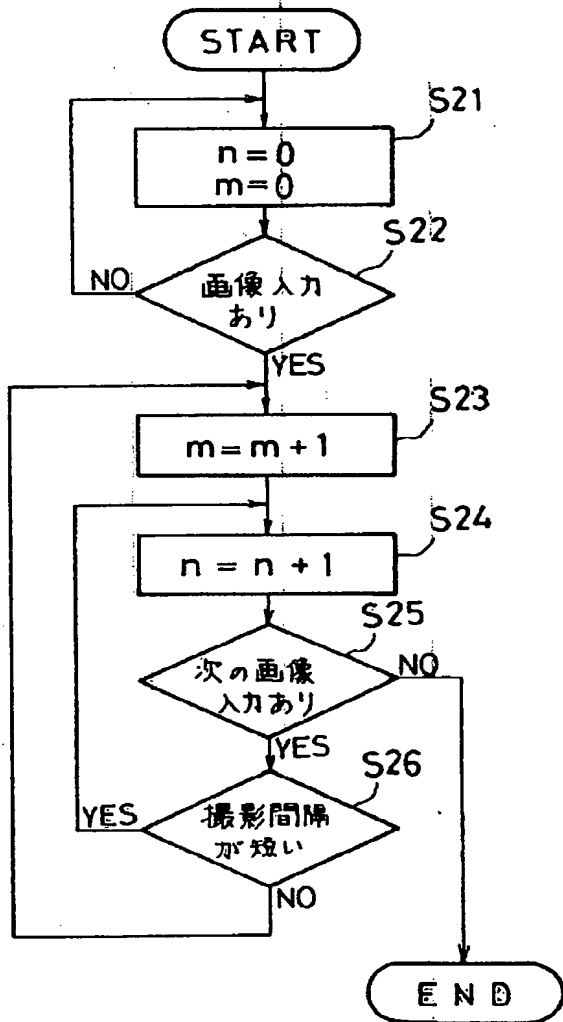 START
S21
n=0
m=0
S22
画像入力
あり
NO
YES
S23
m=m+1
S24
n=n+1
S25
次の画像
入力あり
NO
YES
S26
撮影間隔
が短い
YES
NO
END